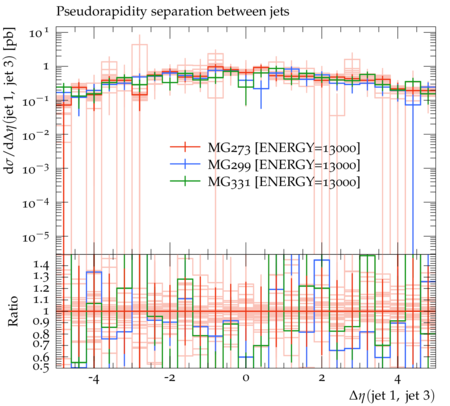 Pseudorapidity separation between jets
dσ/dΔη(jet 1, jet 3) [pb]
10¹
1
10⁻¹
10⁻²
10⁻³
10⁻⁴
10⁻⁵
MG273 [ENERGY=13000]
MG299 [ENERGY=13000]
MG331 [ENERGY=13000]
Ratio
1.4
1.3
1.2
1.1
1
0.9
0.8
0.7
0.6
0.5
-4 -2 0 2 4
Δη(jet 1, jet 3)